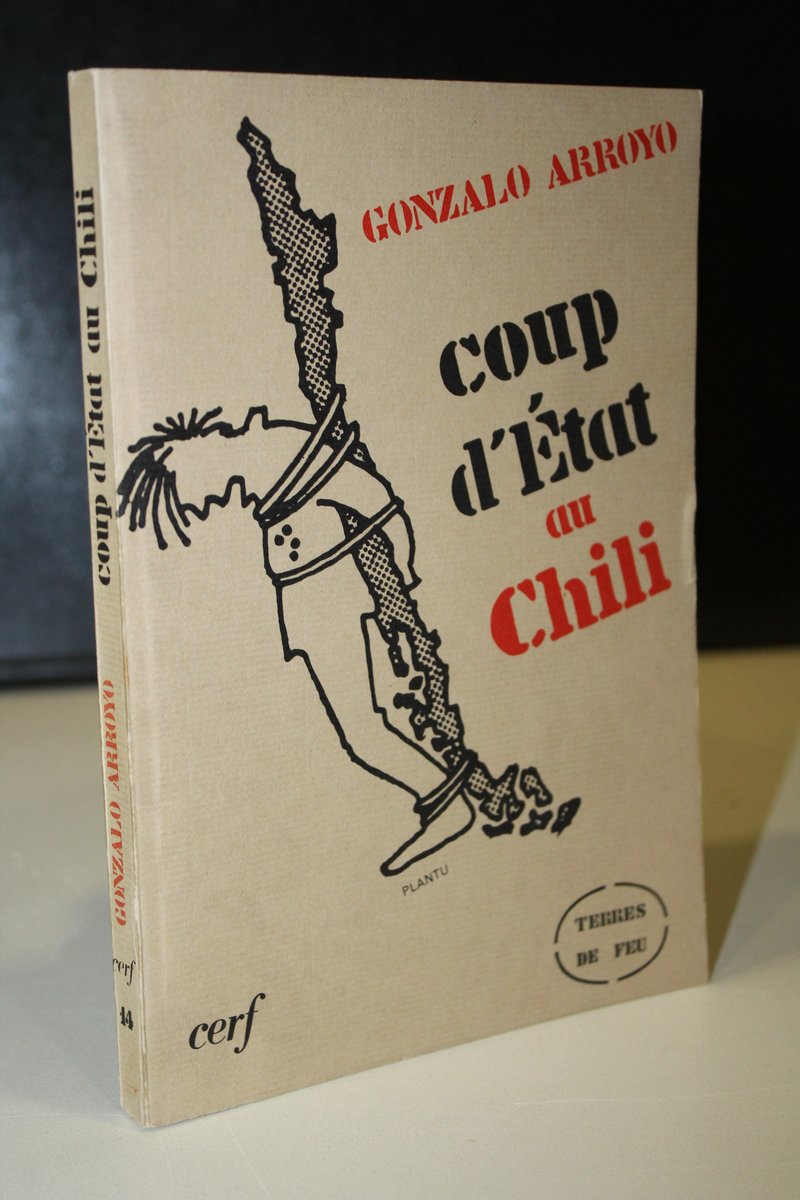 GONZALO ARROYO
coup
d'État
au
Chili
PLANTU
TERRES
DE FEU
cerf
coup d'État au Chili
GONZALO ARROYO
cerf
14